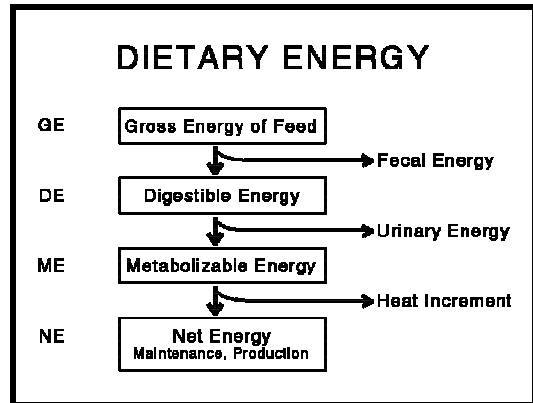 DIETARY ENERGY
GE
Gross Energy of Feed
Fecal Energy
DE
Digestible Energy
Urinary Energy
ME
Metabolizable Energy
Heat Increment
NE
Net Energy
Maintenance, Production